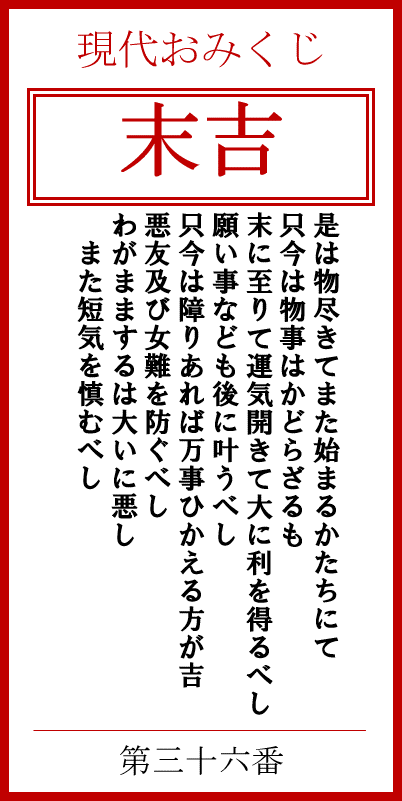 現代おみくじ
末吉
是は物尽きてまた始まるかたちにて
只今は物事はかどらざるも
末に至りて運気開きて大に利を得るべし
願い事なども後に叶うべし
只今は障りあれば万事ひかえる方が吉
悪友及び女難を防ぐべし
わがままするは大いに悪し
また短気を慎むべし
第三十六番